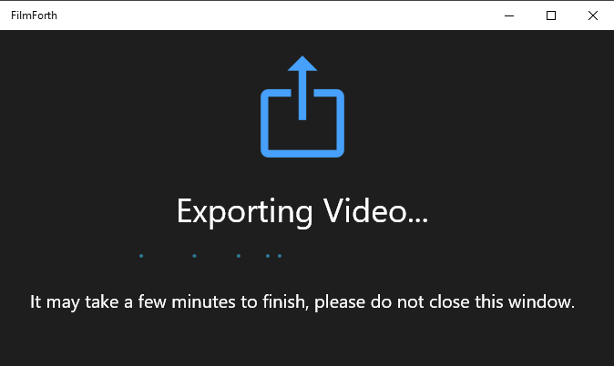 FilmForth
Exporting Video...
It may take a few minutes to finish, please do not close this window.